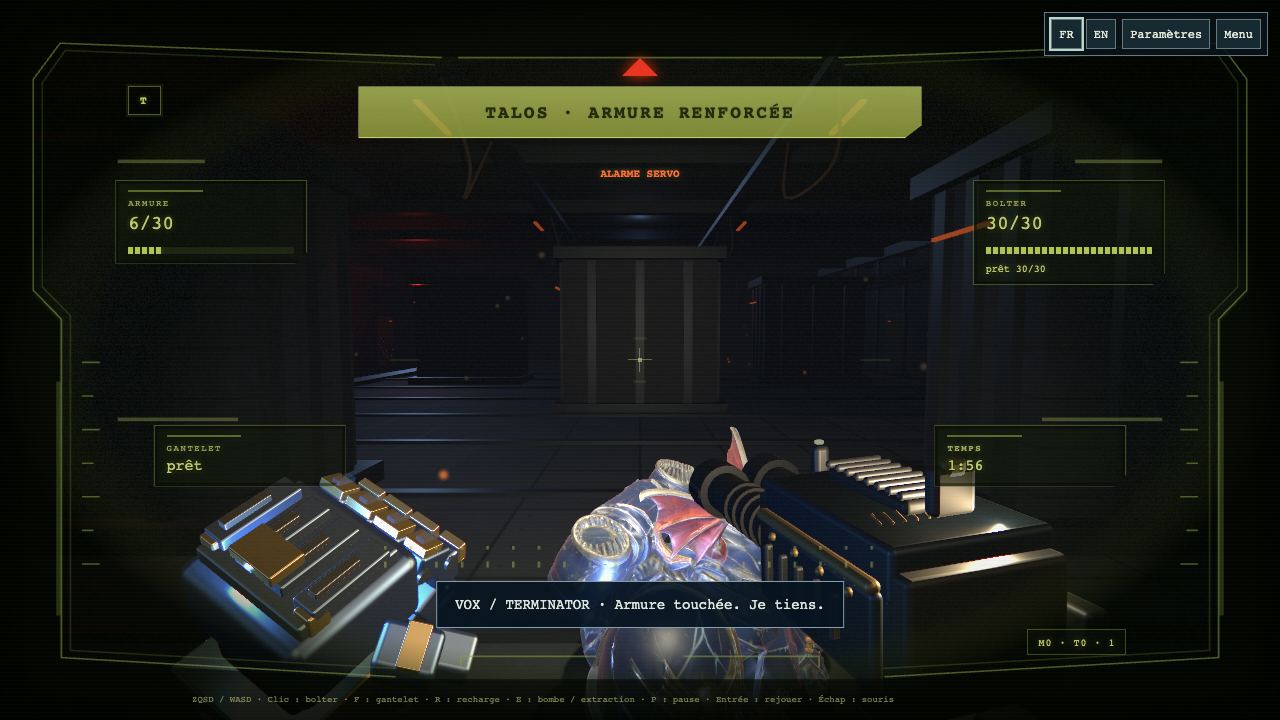 FR EN Paramètres Menu
T
TALOS · ARMURE RENFORCÉE
ALARME SERVO
ARMURE
6/30
BOLTER
30/30
prêt 30/30
GANTELET
prêt
TEMPS
1:56
VOX / TERMINATOR · Armure touchée. Je tiens.
M0 · T0 · 1
ZQSD / WASD · Clic : bolter · F : gantelet · R : recharge · E : bombe / extraction · P : pause · Entrée : rejouer · Échap : souris